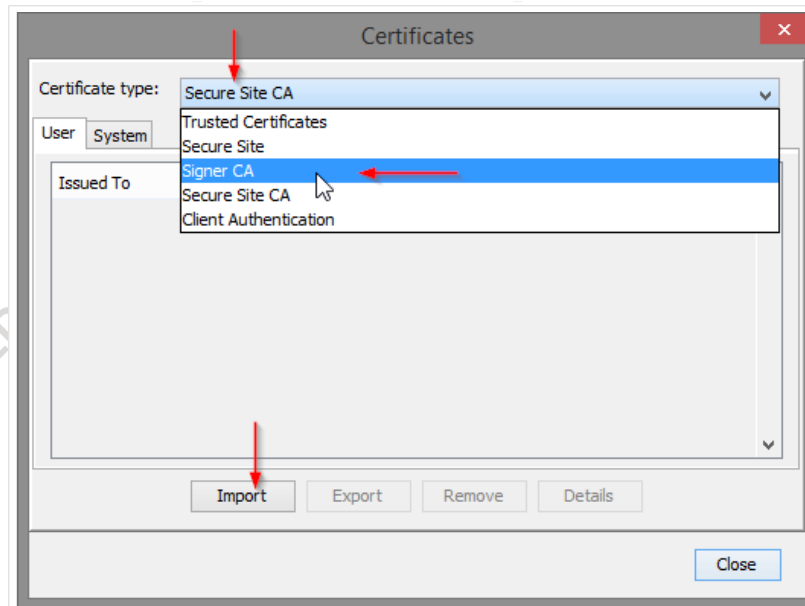 Certificates
Certificate type:
Secure Site CA
User
System
Trusted Certificates
Secure Site
Signer CA
Secure Site CA
Client Authentication
Issued To
Import
Export
Remove
Details
Close